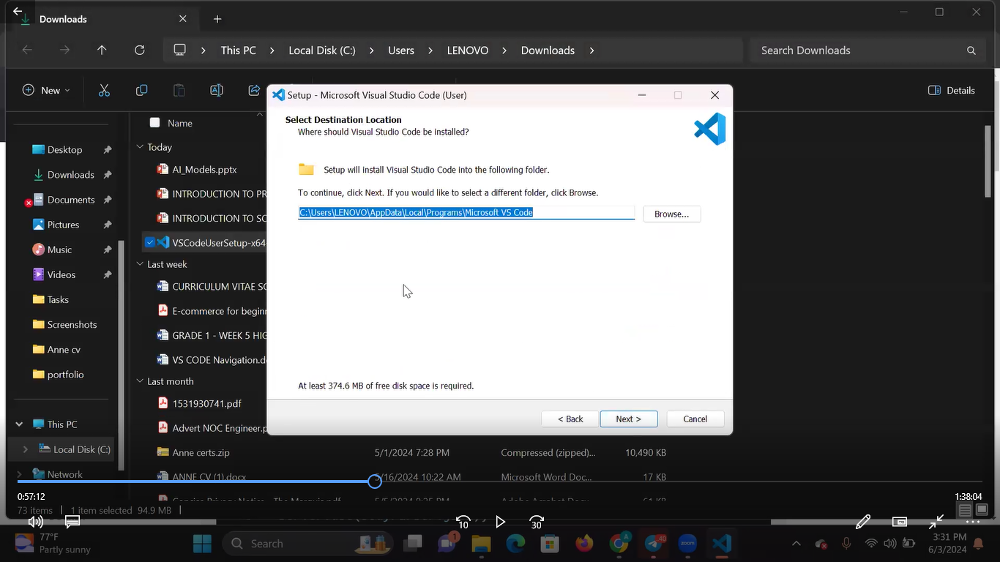 Downloads
This PC
Local Disk (C:)
Users
LENOVO
Downloads
Search Downloads
New
Details
Name
Desktop
Downloads
Documents
Pictures
Music
Videos
Tasks
Screenshots
Anne cv
portfolio
This PC
Local Disk (C:)
Network
Today
AI_Models.pptx
INTRODUCTION TO PR
INTRODUCTION TO SC
VSCodeUserSetup-x64-
Last week
CURRICULUM VITAE SC
E-commerce for beginn
GRADE 1 - WEEK 5 HIG
VS CODE Navigation.do
Last month
1531930741.pdf
Advert NOC Engineer.p
Anne certs.zip 5/1/2024 7:28 PM Compressed (zipped)... 10,490 KB
ANNE CV (1).docx 5/16/2024 10:22 AM Microsoft Word Doc... 17 KB
Setup - Microsoft Visual Studio Code (User)
Select Destination Location
Where should Visual Studio Code be installed?
Setup will install Visual Studio Code into the following folder.
To continue, click Next. If you would like to select a different folder, click Browse.
C:\Users\LENOVO\AppData\Local\Programs\Microsoft VS Code
Browse...
At least 374.6 MB of free disk space is required.
< Back
Next >
Cancel
0:57:12
1:38:04
73 items
1 item selected 94.9 MB
10
30
77°F
Partly sunny
Search
1
A
40
zoom
3:31 PM
6/3/2024